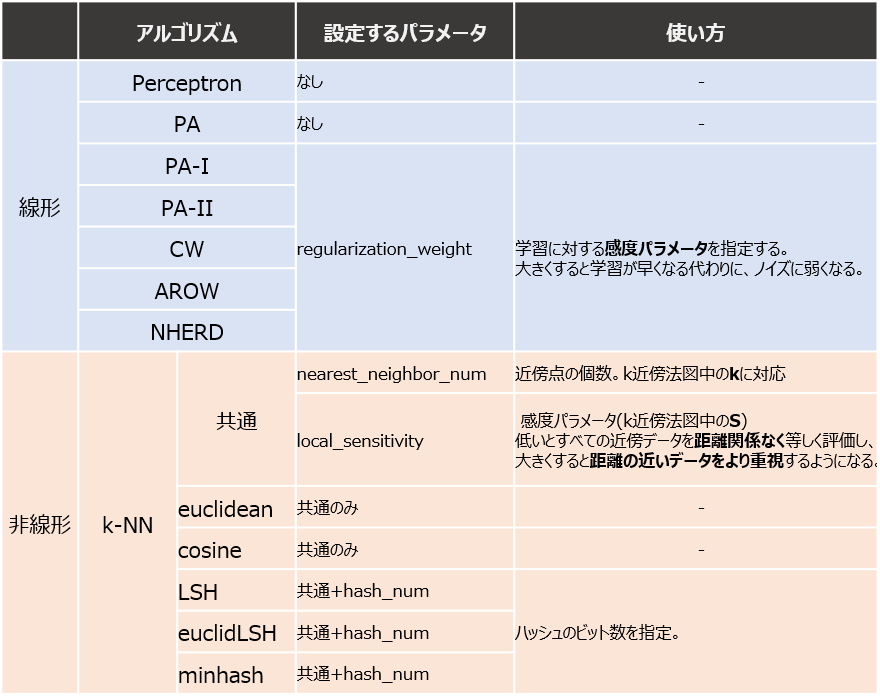 アルゴリズム 設定するパラメータ 使い方
線形
Perceptron なし -
PA なし -
PA-I
PA-II
CW
AROW
NHERD
regularization_weight
学習に対する感度パラメータを指定する。
大きくすると学習が早くなる代わりに、ノイズに弱くなる。
非線形
k-NN
共通
nearest_neighbor_num 近傍点の個数。k近傍法図中のkに対応
local_sensitivity
感度パラメータ(k近傍法図中のS)
低いとすべての近傍データを距離関係なく等しく評価し、
大きくすると距離の近いデータをより重視するようになる。
euclidean 共通のみ -
cosine 共通のみ -
LSH 共通+hash_num
euclidLSH 共通+hash_num
minhash 共通+hash_num
ハッシュのビット数を指定。